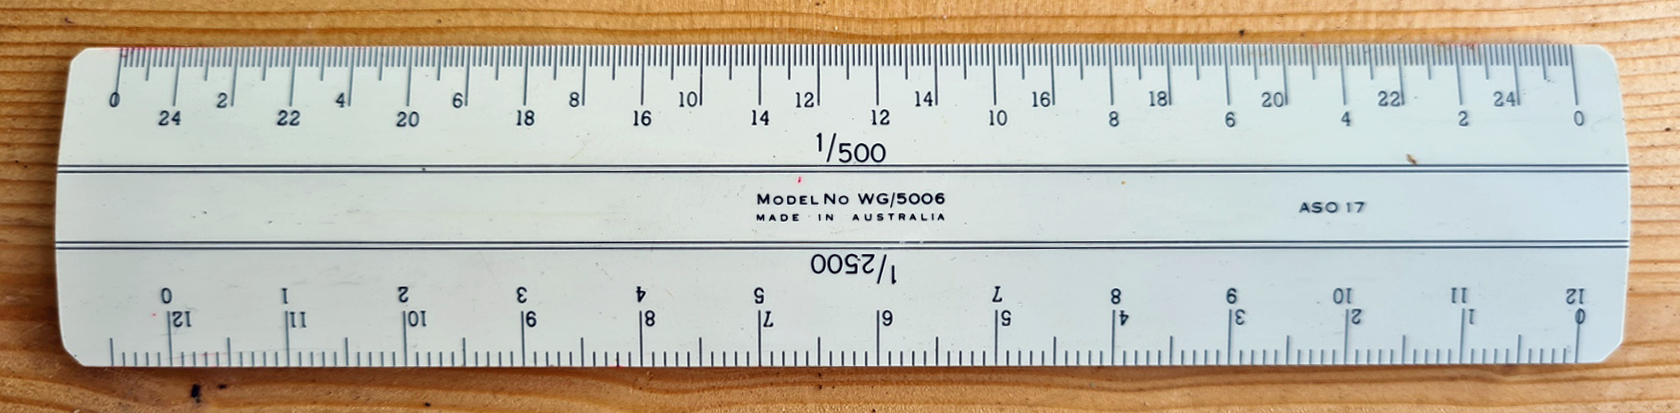 0 2 4 6 8 10 12 14 16 18 20 22 24
24 22 20 18 16 14 12 10 8 6 4 2 0
1/500
MODEL NO WG/5006
MADE IN AUSTRALIA
ASO 17
1/2500
0 1 2 3 4 5 7 8 9 10 11 12
12 11 10 9 8 7 6 5 4 3 2 1 0